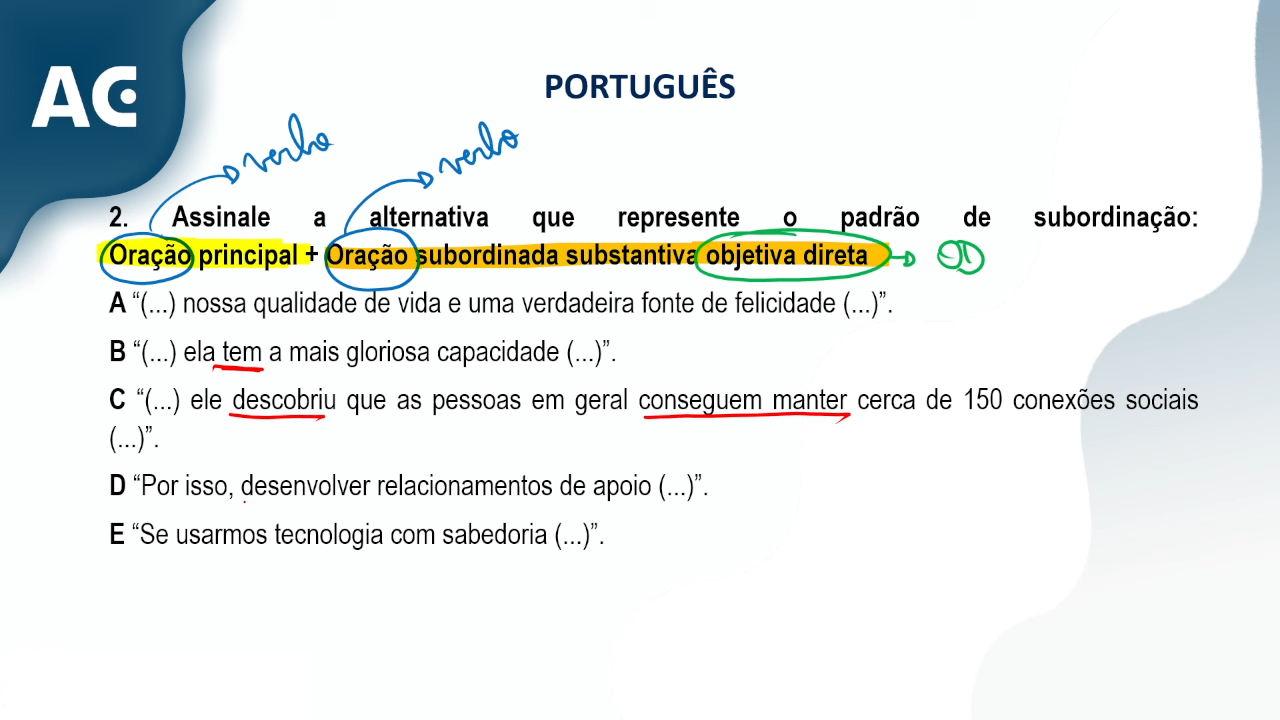 AC
PORTUGUÊS
verbo verbo
2. Assinale a alternativa que represente o padrão de subordinação:
Oração principal + Oração subordinada substantiva objetiva direta OD
A “(...) nossa qualidade de vida e uma verdadeira fonte de felicidade (...)”.
B “(...) ela tem a mais gloriosa capacidade (...)”.
C “(...) ele descobriu que as pessoas em geral conseguem manter cerca de 150 conexões sociais
(...)”.
D “Por isso, desenvolver relacionamentos de apoio (...)”.
E “Se usarmos tecnologia com sabedoria (...)”.